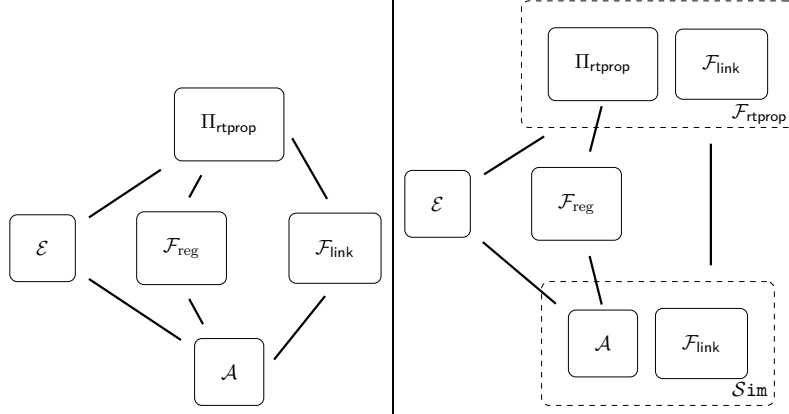 Π_rtprop
ℰ
ℱ_reg
ℱ_link
𝒜
Π_rtprop
ℱ_link
ℱ_rtprop
ℰ
ℱ_reg
𝒜
ℱ_link
𝒮im